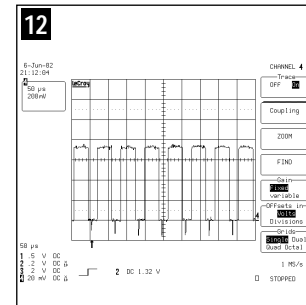 12
6-Jun-02
21:12:04
4
50 µs
200mV
LeCroy
CHANNEL 4
Trace
OFF On
Coupling
ZOOM
FIND
Gain
Fixed
variable
Offsets in
Volts
Divisions
Grids
Single Dual
Quad Octal
4
50 µs
1 .5 V DC
2 .2 V DC
3 .2 V DC
4 20 mV DC
2 DC 1.32 V
1 MS/s
STOPPED